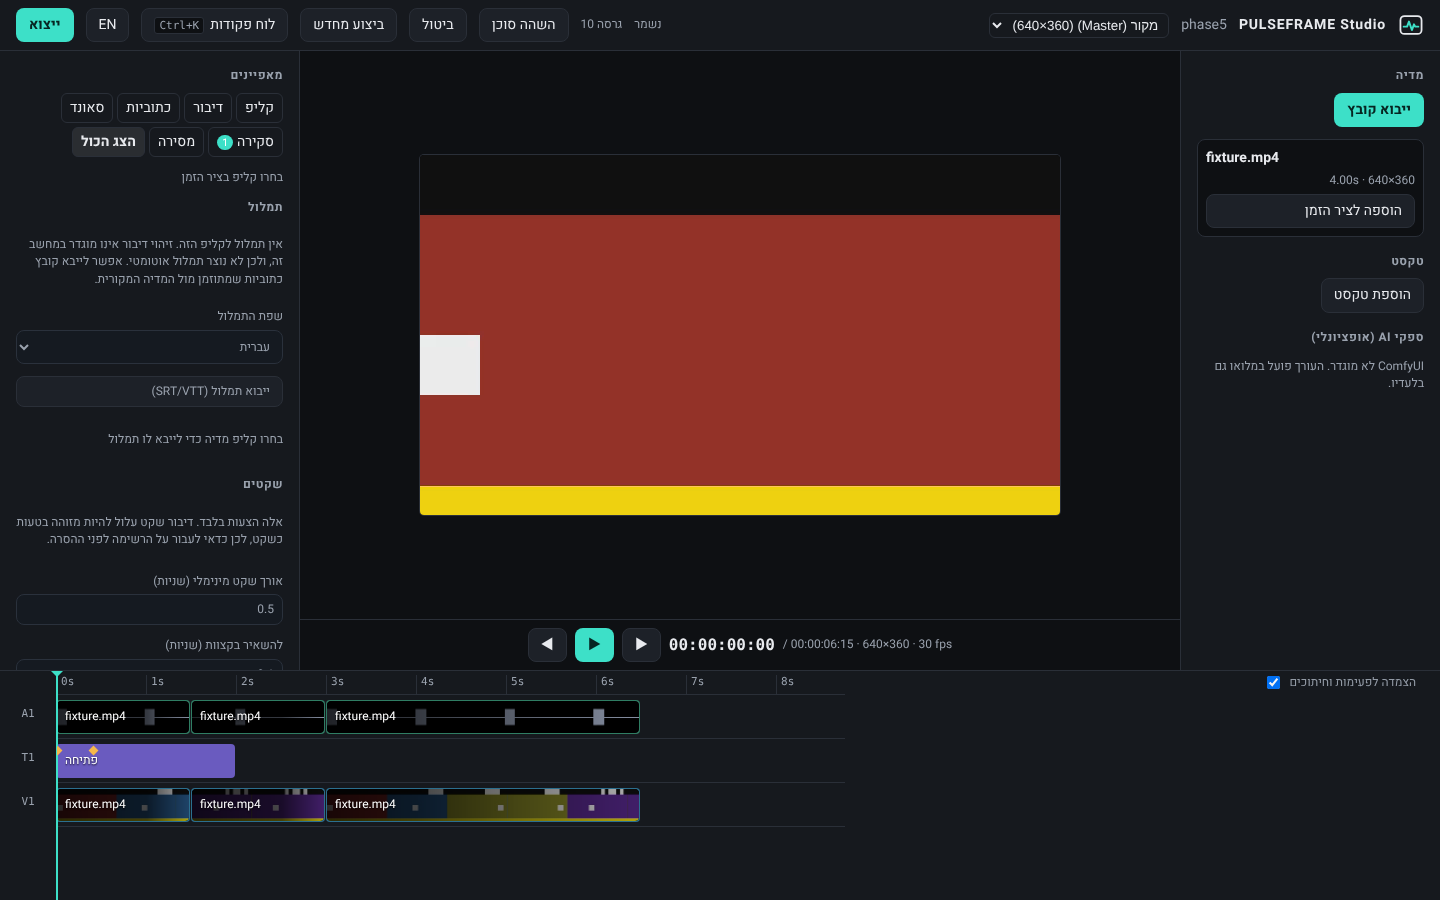 PULSEFRAME Studio
phase5
מקור (Master) (640×360)
נשמר
גרסה 10
השהה סוכן
ביצוע מחדש
ביטול
לוח פקודות Ctrl+K
EN
ייצוא
מדיה
ייבוא קובץ
fixture.mp4
4.00s · 640×360
הוספה לציר הזמן
טקסט
הוספת טקסט
ספקי AI (אופציונלי)
ComfyUI לא מוגדר. העורך פועל במלואו גם
בלעדיו.
00:00:00:00 / 00:00:06:15 · 640×360 · 30 fps
מאפיינים
קליפ
דיבור
כתוביות
סאונד
סקירה 1
מסירה
הצג הכול
בחרו קליפ בציר הזמן
תמלול
אין תמלול לקליפ הזה. זיהוי דיבור אינו מוגדר במחשב
זה, ולכן לא נוצר תמלול אוטומטי. אפשר לייבא קובץ
כתוביות שמתוזמן מול המדיה המקורית.
שפת התמלול
עברית
ייבוא תמלול (SRT/VTT)
בחרו קליפ מדיה כדי לייבא לו תמלול
שקטים
אלה הצעות בלבד. דיבור שקט עלול להיות מזוהה בטעות
כשקט, לכן כדאי לעבור על הרשימה לפני ההסרה.
אורך שקט מינימלי (שניות)
0.5
להשאיר בקצוות (שניות)
הצמדה לפעימות וחיתוכים
0s 1s 2s 3s 4s 5s 6s 7s 8s
A1 fixture.mp4 fixture.mp4 fixture.mp4
T1 פתיחה
V1 fixture.mp4 fixture.mp4 fixture.mp4